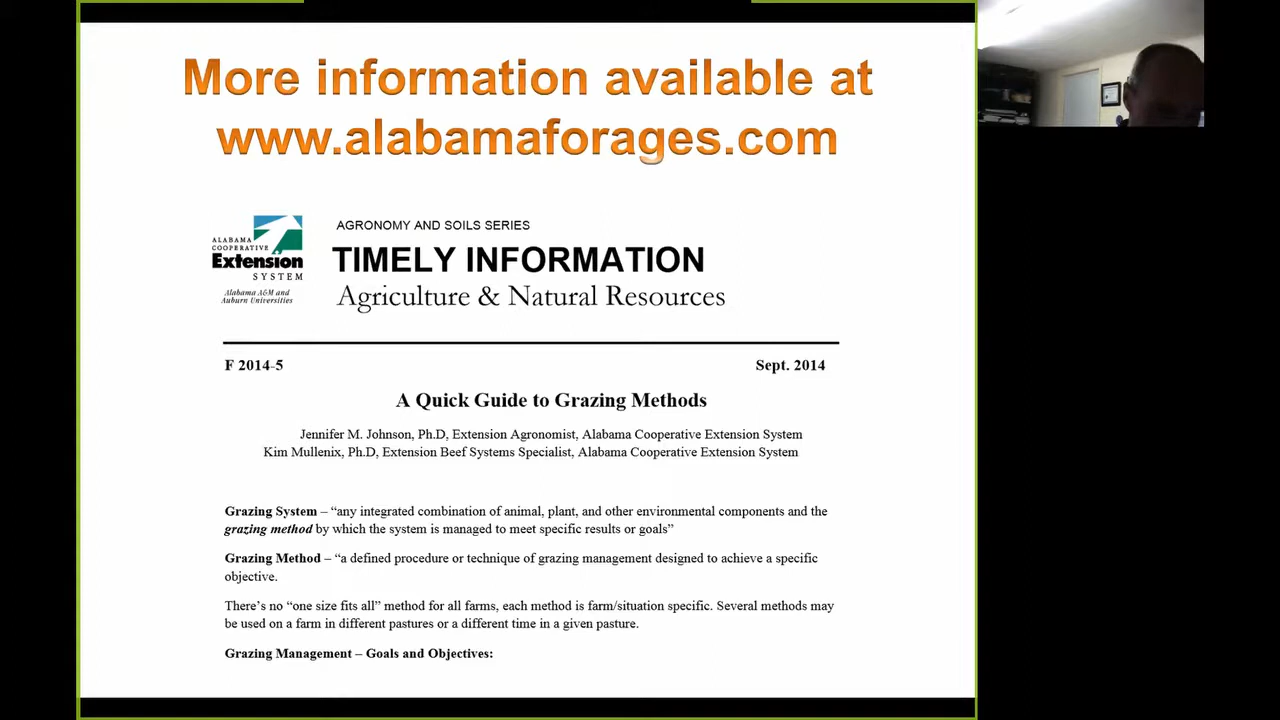 More information available at
www.alabamaforages.com
ALABAMA
COOPERATIVE
Extension
SYSTEM
Alabama A&M and
Auburn Universities
AGRONOMY AND SOILS SERIES
TIMELY INFORMATION
Agriculture & Natural Resources
F 2014-5 Sept. 2014
A Quick Guide to Grazing Methods
Jennifer M. Johnson, Ph.D, Extension Agronomist, Alabama Cooperative Extension System
Kim Mullenix, Ph.D, Extension Beef Systems Specialist, Alabama Cooperative Extension System
Grazing System – “any integrated combination of animal, plant, and other environmental components and the
grazing method by which the system is managed to meet specific results or goals”
Grazing Method – “a defined procedure or technique of grazing management designed to achieve a specific
objective.
There’s no “one size fits all” method for all farms, each method is farm/situation specific. Several methods may
be used on a farm in different pastures or a different time in a given pasture.
Grazing Management – Goals and Objectives: